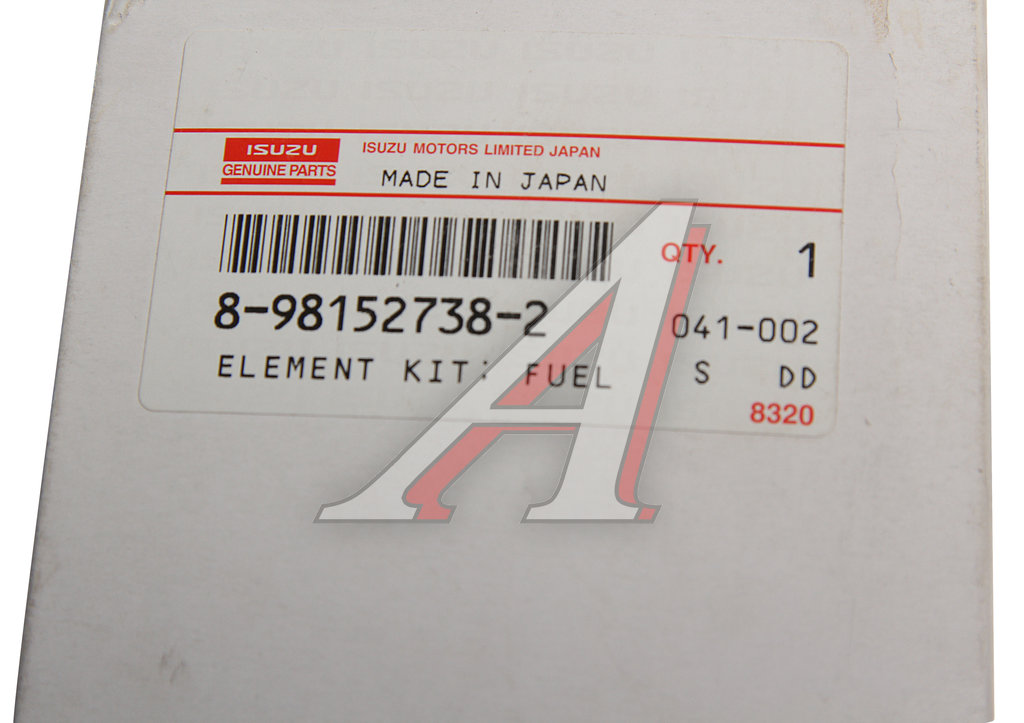 ISUZU
GENUINE PARTS
ISUZU MOTORS LIMITED JAPAN
MADE IN JAPAN
QTY. 1
8-98152738-2
041-002
ELEMENT KIT; FUEL
S DD
8320